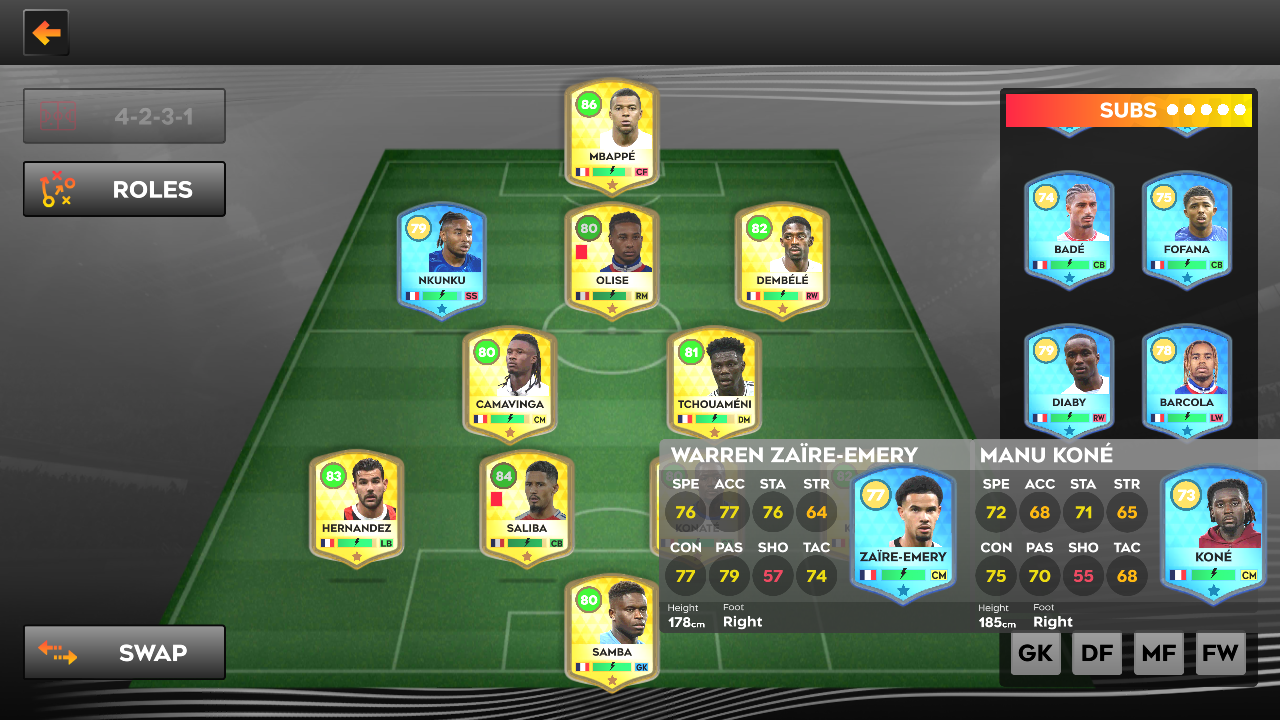 4-2-3-1
ROLES
SUBS
86
MBAPPÉ
CF
79
NKUNKU
SS
80
OLISE
RM
82
DEMBÉLÉ
RW
80
CAMAVINGA
CM
81
TCHOUAMÉNI
DM
83
HERNANDEZ
LB
84
SALIBA
CB
KONATÉ
82
K
80
SAMBA
GK
74
BADÉ
CB
75
FOFANA
CB
79
DIABY
RW
78
BARCOLA
LW
WARREN ZAÏRE-EMERY
SPE ACC STA STR
76 77 76 64
CON PAS SHO TAC
77 79 57 74
Height Foot
178cm Right
77
ZAÏRE-EMERY
CM
MANU KONÉ
SPE ACC STA STR
72 68 71 65
CON PAS SHO TAC
75 70 55 68
Height Foot
185cm Right
73
KONÉ
CM
SWAP
GK DF MF FW